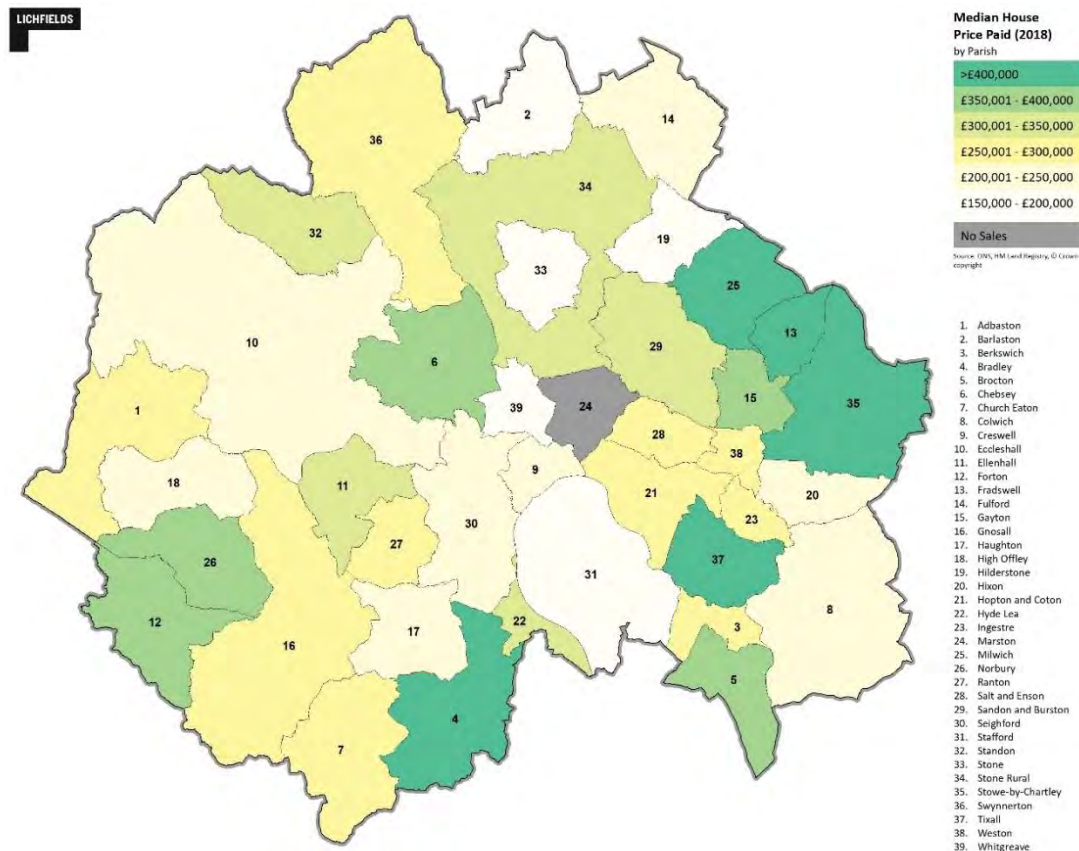 LICHFIELDS
Median House
Price Paid (2018)
by Parish
>£400,000
£350,001 - £400,000
£300,001 - £350,000
£250,001 - £300,000
£200,001 - £250,000
£150,000 - £200,000
No Sales
Source: ONS, HM Land Registry, © Crown
copyright
36
2
14
34
32
19
33
25
13
10
6
29
35
15
1
39
24
28
38
18
9
21
20
11
30
23
27
37
26
31
8
12
22
3
17
16
5
4
7
1. Adbaston
2. Barlaston
3. Berkswich
4. Bradley
5. Brocton
6. Chebsey
7. Church Eaton
8. Colwich
9. Creswell
10. Eccleshall
11. Ellenhall
12. Forton
13. Fradswell
14. Fulford
15. Gayton
16. Gnosall
17. Haughton
18. High Offley
19. Hilderstone
20. Hixon
21. Hopton and Coton
22. Hyde Lea
23. Ingestre
24. Marston
25. Milwich
26. Norbury
27. Ranton
28. Salt and Enson
29. Sandon and Burston
30. Seighford
31. Stafford
32. Standon
33. Stone
34. Stone Rural
35. Stowe-by-Chartley
36. Swynnerton
37. Tixall
38. Weston
39. Whitgreave